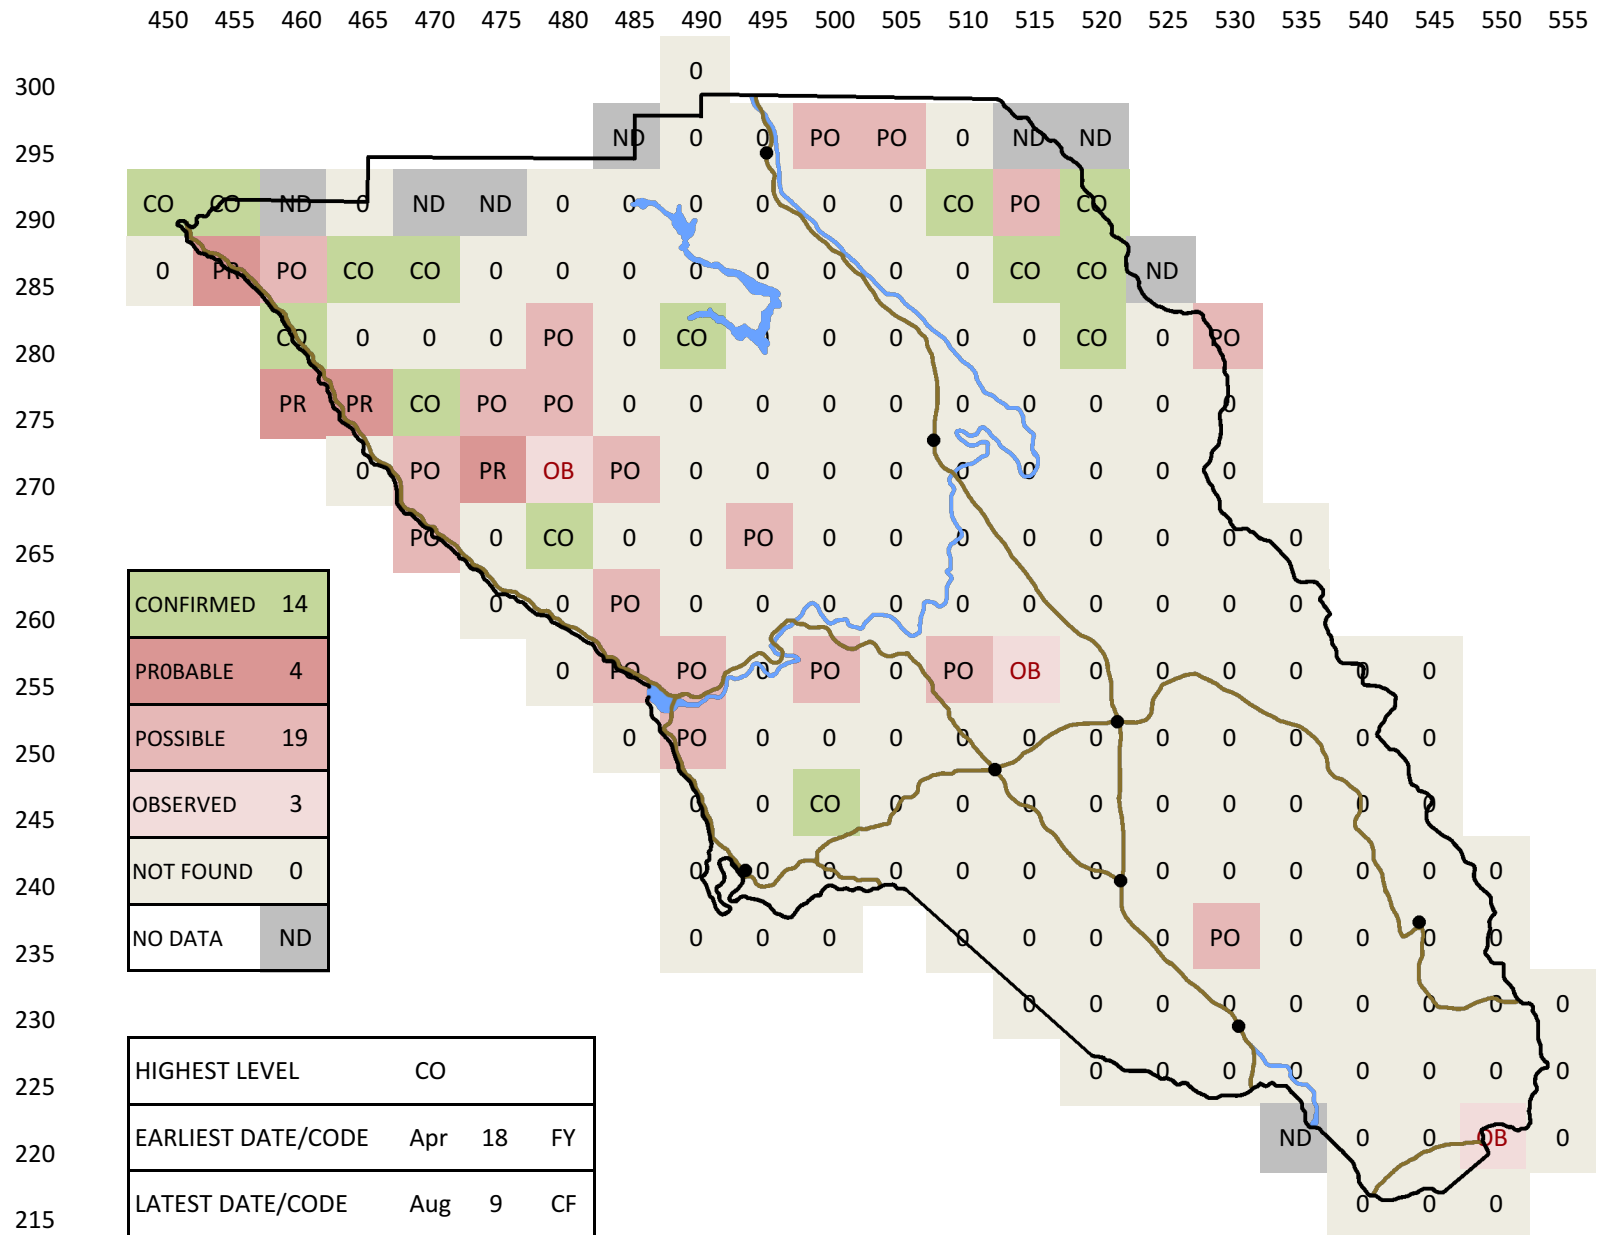 450 455 460 465 470 475 480 485 490 495 500 505 510 515 520 525 530 535 540 545 550 555
300 0
295 ND 0 0 PO PO 0 ND ND
290 CO CO ND 0 ND ND 0 0 0 0 0 0 CO PO CO
285 0 PR PO CO CO 0 0 0 0 0 0 0 0 CO CO ND
280 CO 0 0 0 PO 0 CO 0 0 0 0 0 CO 0 PO
275 PR PR CO PO PO 0 0 0 0 0 0 0 0 0 0
270 0 PO PR OB PO 0 0 0 0 0 0 0 0 0
265 PO 0 CO 0 0 PO 0 0 0 0 0 0 0 0
260 0 0 PO 0 0 0 0 0 0 0 0 0 0
255 0 PO PO 0 PO 0 PO OB 0 0 0 0 0 0
250 0 PO 0 0 0 0 0 0 0 0 0 0 0
245 0 0 CO 0 0 0 0 0 0 0 0 0
240 0 0 0 0 0 0 0 0 0 0 0 0 0
235 0 0 0 0 0 0 0 PO 0 0 0 0
230 0 0 0 0 0 0 0 0 0
225 0 0 0 0 0 0 0 0
220 ND 0 0 OB 0
215 0 0 0
CONFIRMED 14
PR0BABLE 4
POSSIBLE 19
OBSERVED 3
NOT FOUND 0
NO DATA ND
HIGHEST LEVEL CO
EARLIEST DATE/CODE Apr 18 FY
LATEST DATE/CODE Aug 9 CF